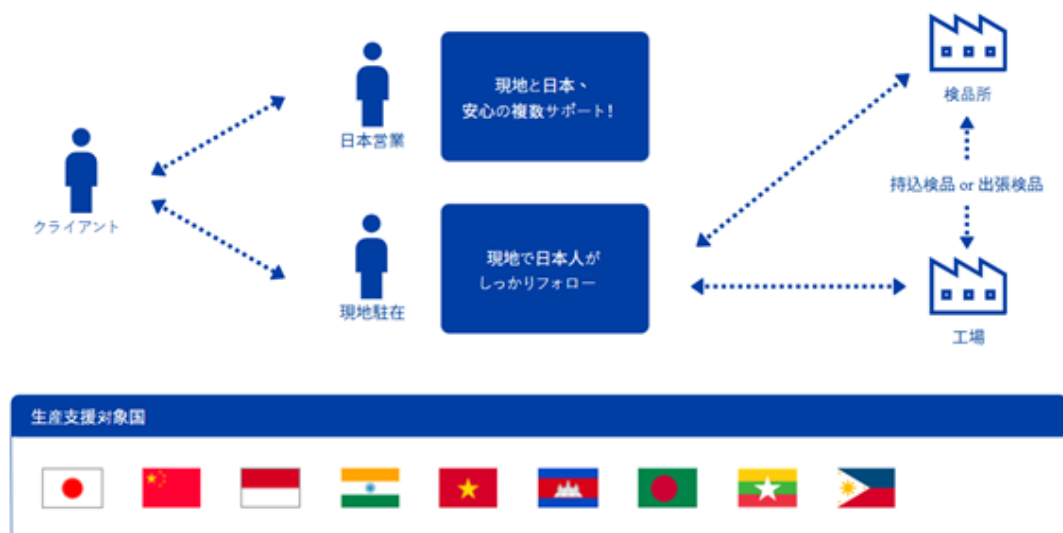 現地と日本、
安心の複数サポート!
日本営業
検品所
クライアント
持込検品 or 出張検品
現地で日本人が
しっかりフォロー
現地駐在
工場
生産支援対象国